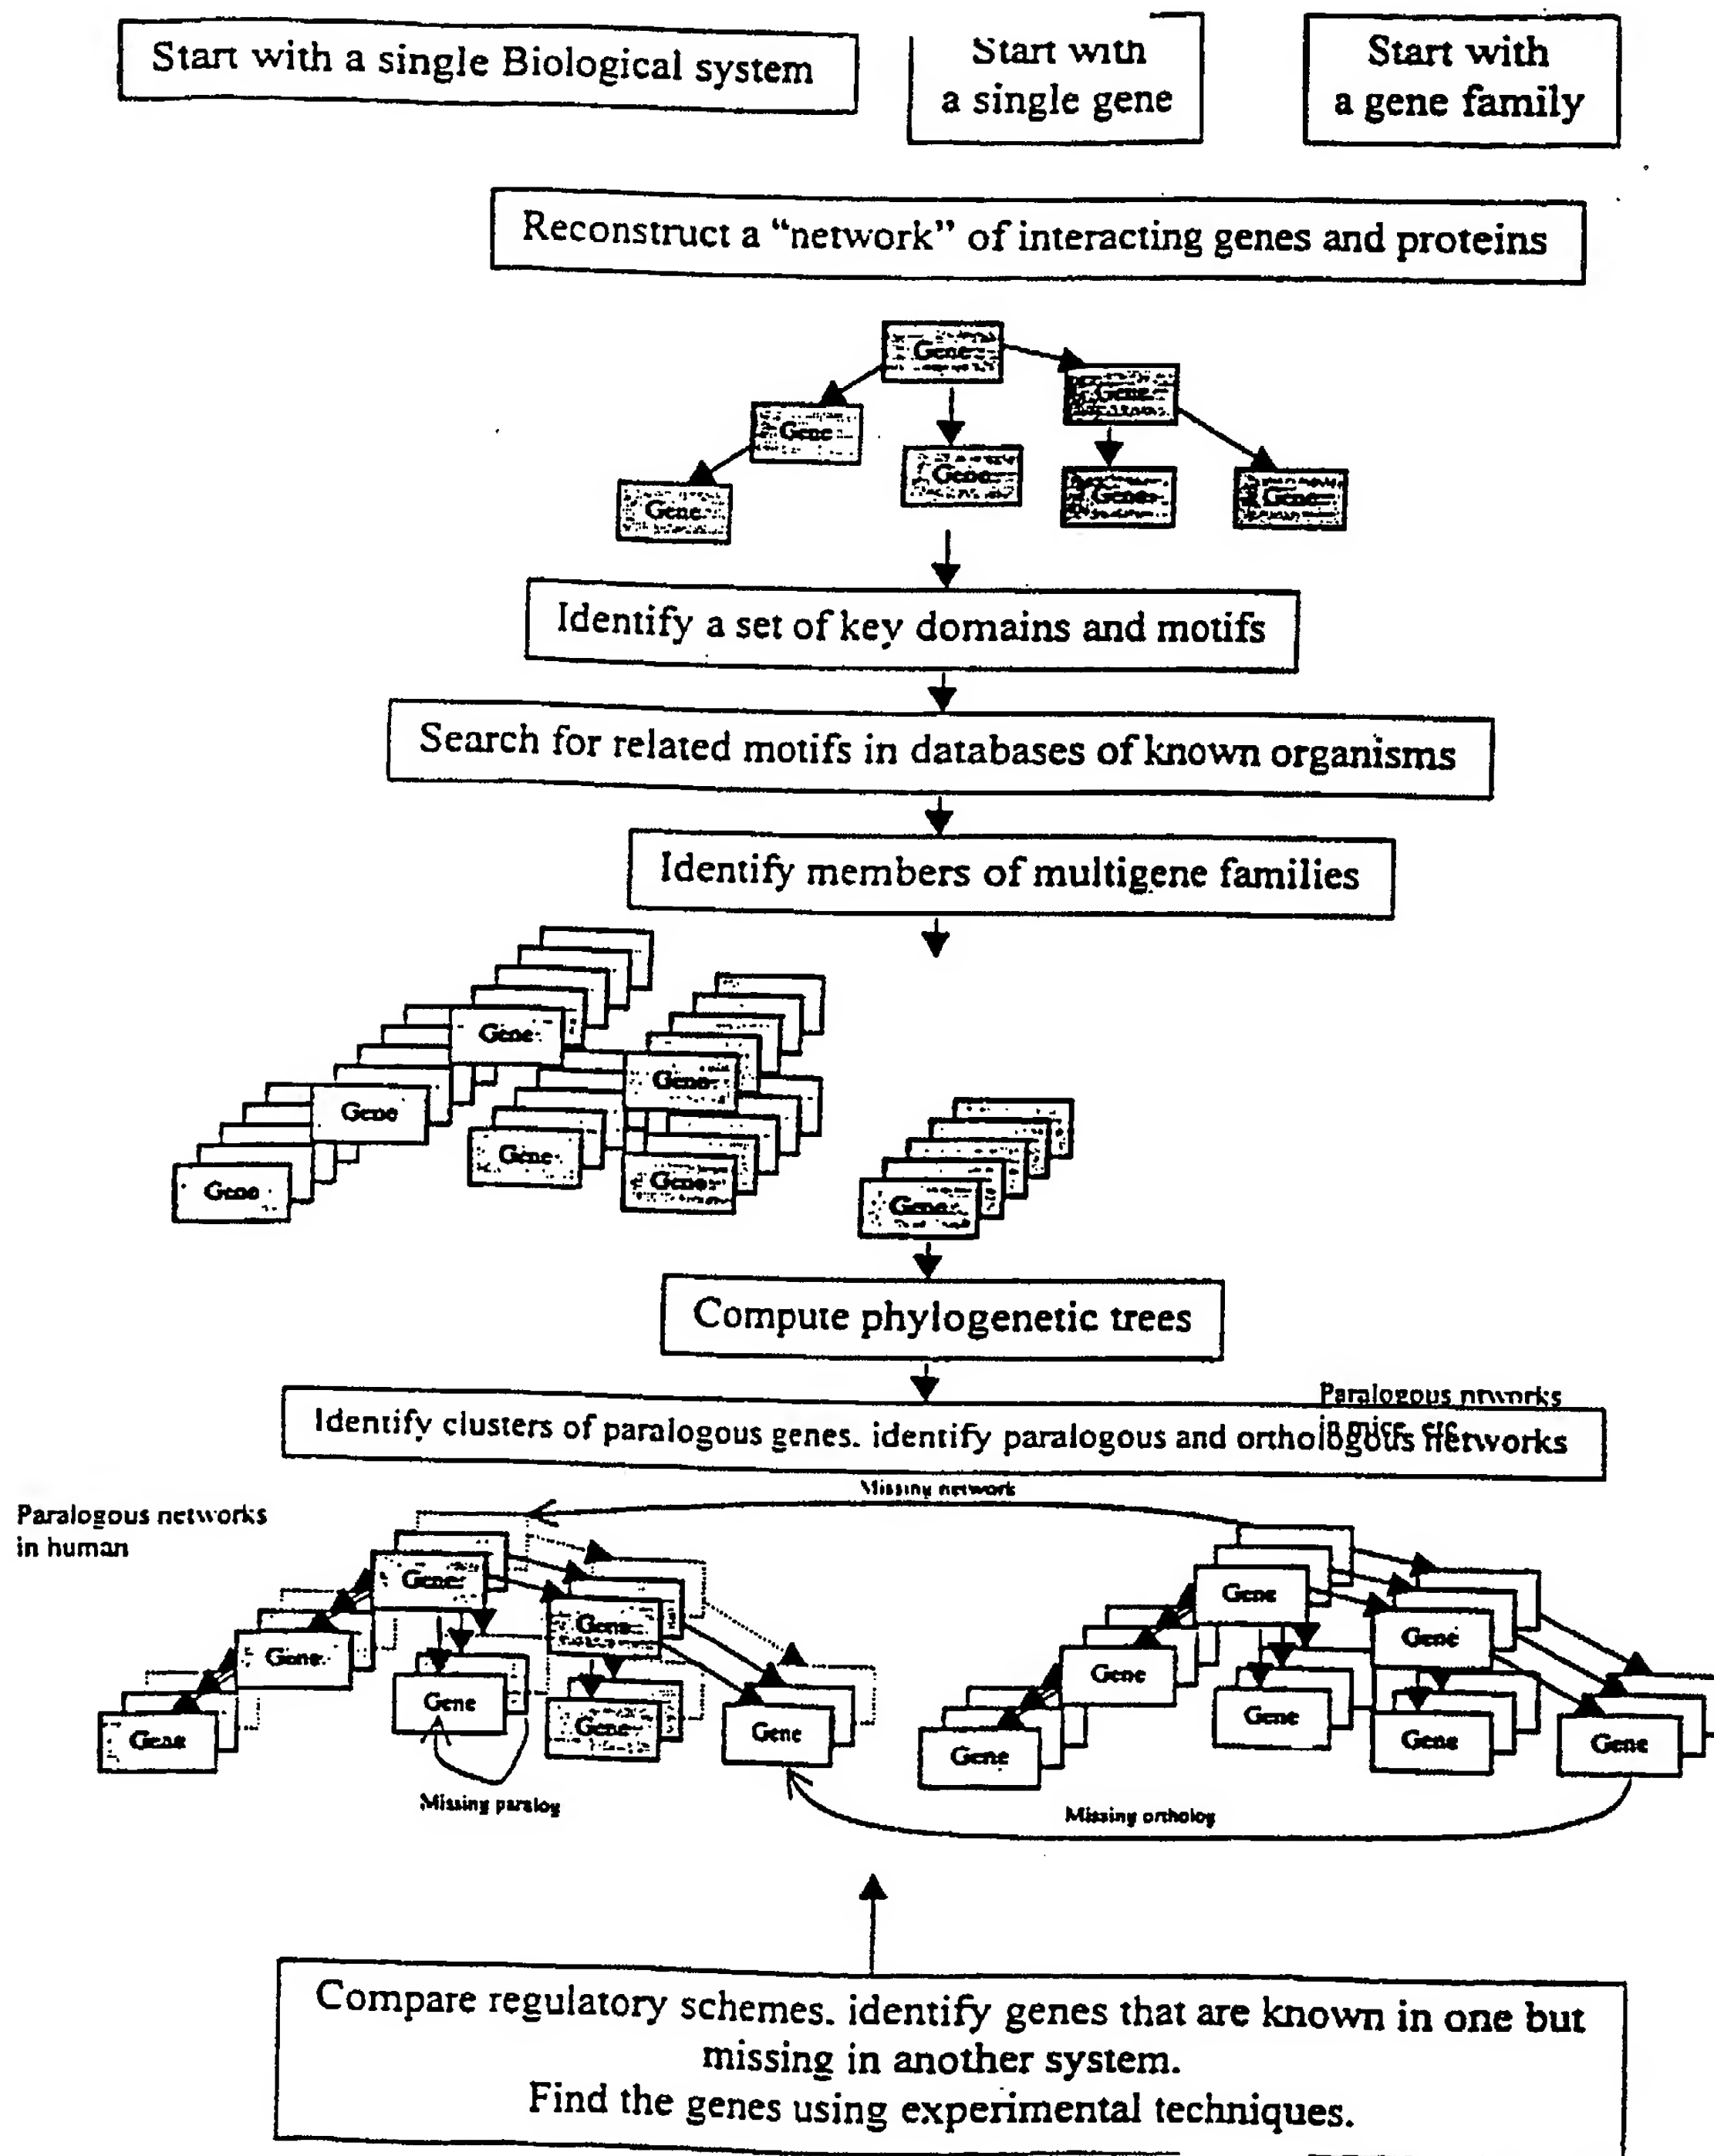 Start with a single Biological system
Start with
a single gene
Start with
a gene family
Reconstruct a “network” of interacting genes and proteins
Gene
Gene
Gene
Gene
Gene
Gene
Gene
Identify a set of key domains and motifs
Search for related motifs in databases of known organisms
Identify members of multigene families
Gene
Gene
Gene
Gene
Gene
Gene
Gene
Compute phylogenetic trees
Paralogous networks
Identify clusters of paralogous genes. identify paralogous and orthologous networks
Missing network
Paralogous networks
in human
Gene
Gene
Gene
Gene
Gene
Gene
Gene
Gene
Gene
Gene
Gene
Gene
Gene
Gene
Missing paralog
Missing ortholog
Compare regulatory schemes. identify genes that are known in one but
missing in another system.
Find the genes using experimental techniques.